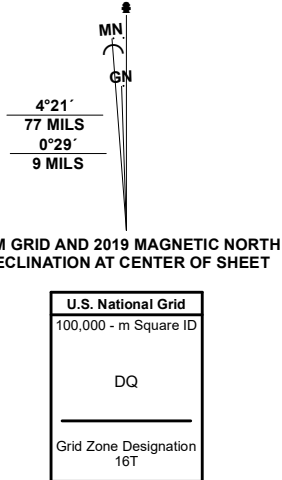 MN
GN
4°21´
77 MILS
0°29´
9 MILS
M GRID AND 2019 MAGNETIC NORTH
ECLINATION AT CENTER OF SHEET
U.S. National Grid
100,000 - m Square ID
DQ
Grid Zone Designation
16T